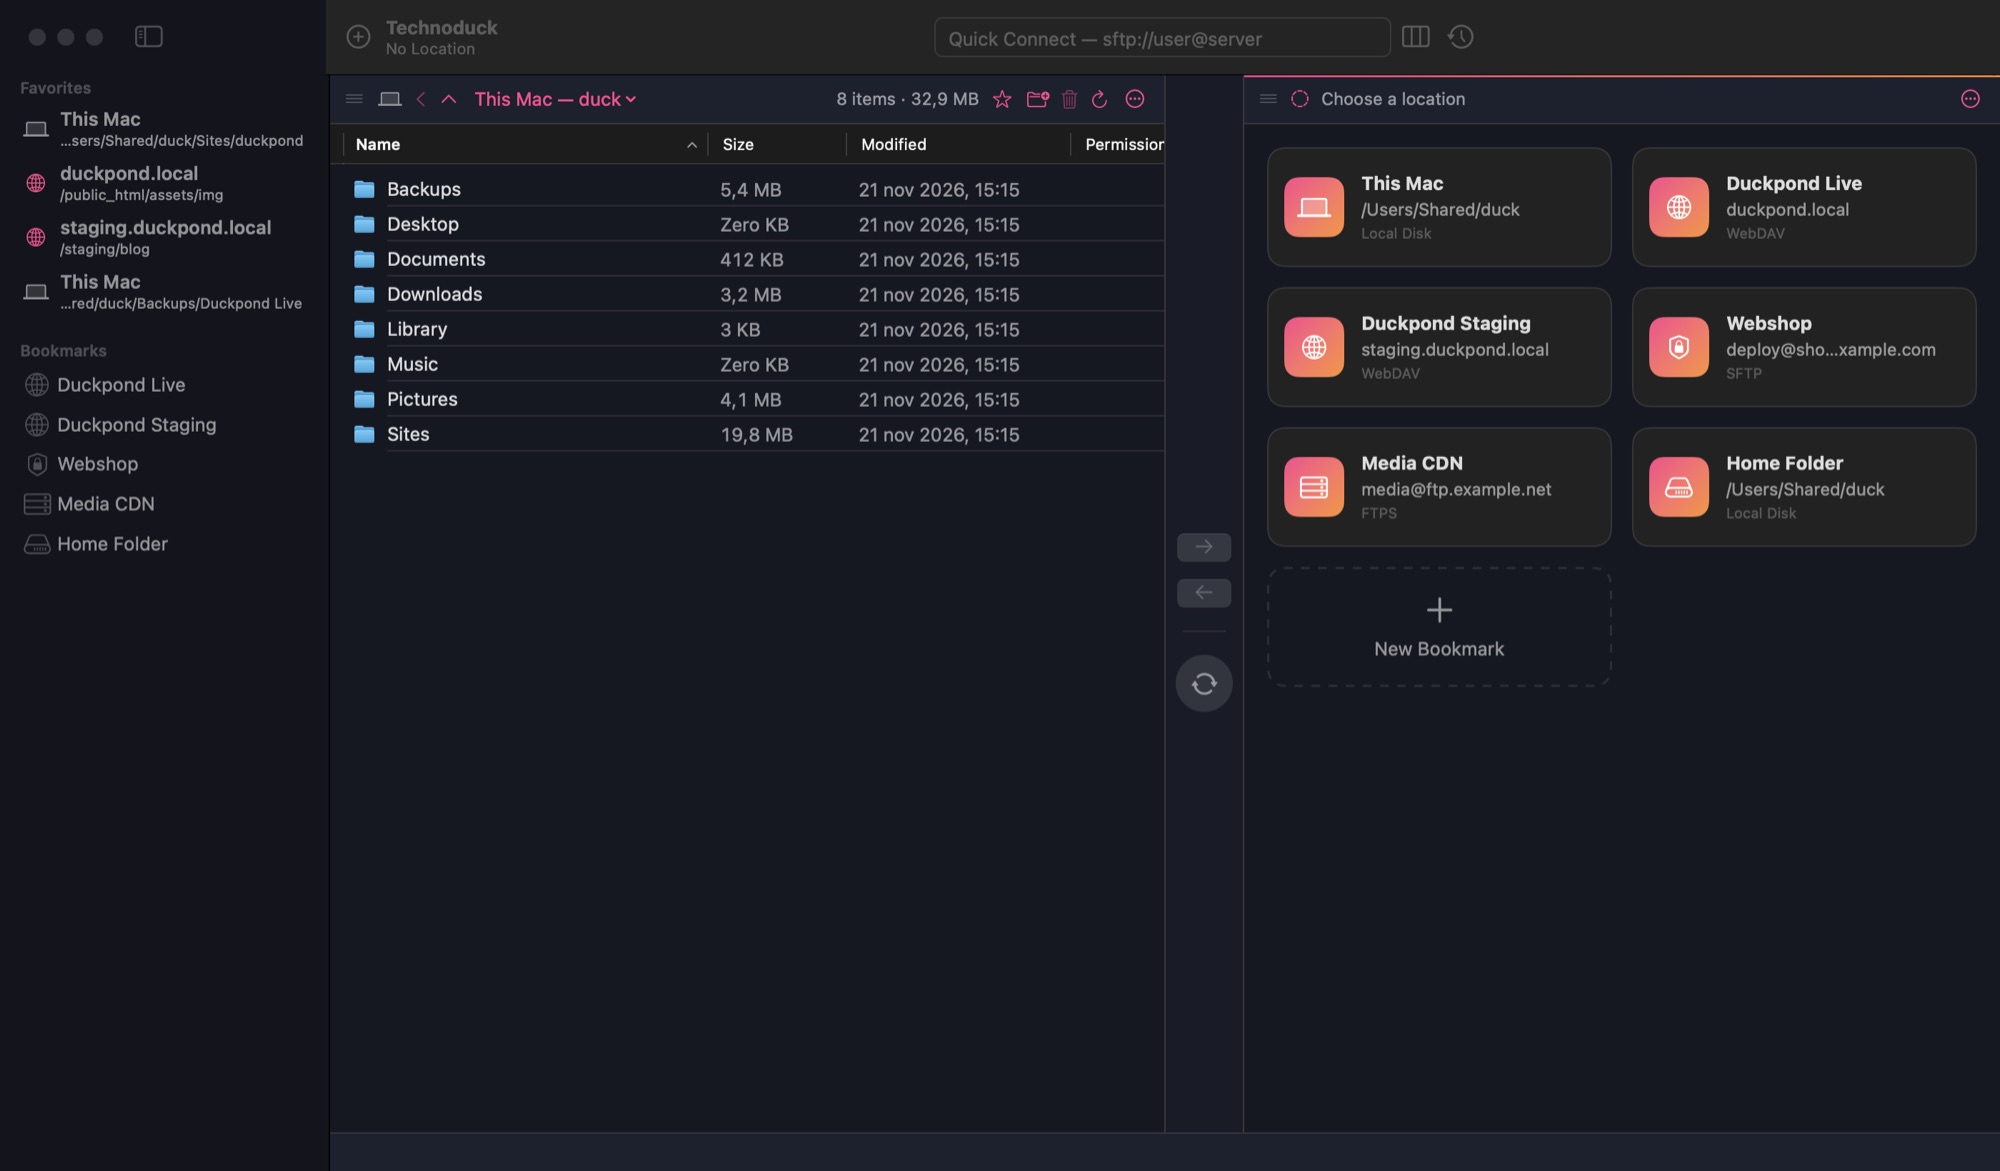 Technoduck
No Location
Quick Connect — sftp://user@server
Favorites
This Mac
...sers/Shared/duck/Sites/duckpond
duckpond.local
/public_html/assets/img
staging.duckpond.local
/staging/blog
This Mac
...red/duck/Backups/Duckpond Live
Bookmarks
Duckpond Live
Duckpond Staging
Webshop
Media CDN
Home Folder
This Mac — duck
8 items · 32,9 MB
Name Size Modified Permission
Backups 5,4 MB 21 nov 2026, 15:15
Desktop Zero KB 21 nov 2026, 15:15
Documents 412 KB 21 nov 2026, 15:15
Downloads 3,2 MB 21 nov 2026, 15:15
Library 3 KB 21 nov 2026, 15:15
Music Zero KB 21 nov 2026, 15:15
Pictures 4,1 MB 21 nov 2026, 15:15
Sites 19,8 MB 21 nov 2026, 15:15
Choose a location
This Mac
/Users/Shared/duck
Local Disk
Duckpond Live
duckpond.local
WebDAV
Duckpond Staging
staging.duckpond.local
WebDAV
Webshop
deploy@sho...xample.com
SFTP
Media CDN
media@ftp.example.net
FTPS
Home Folder
/Users/Shared/duck
Local Disk
New Bookmark